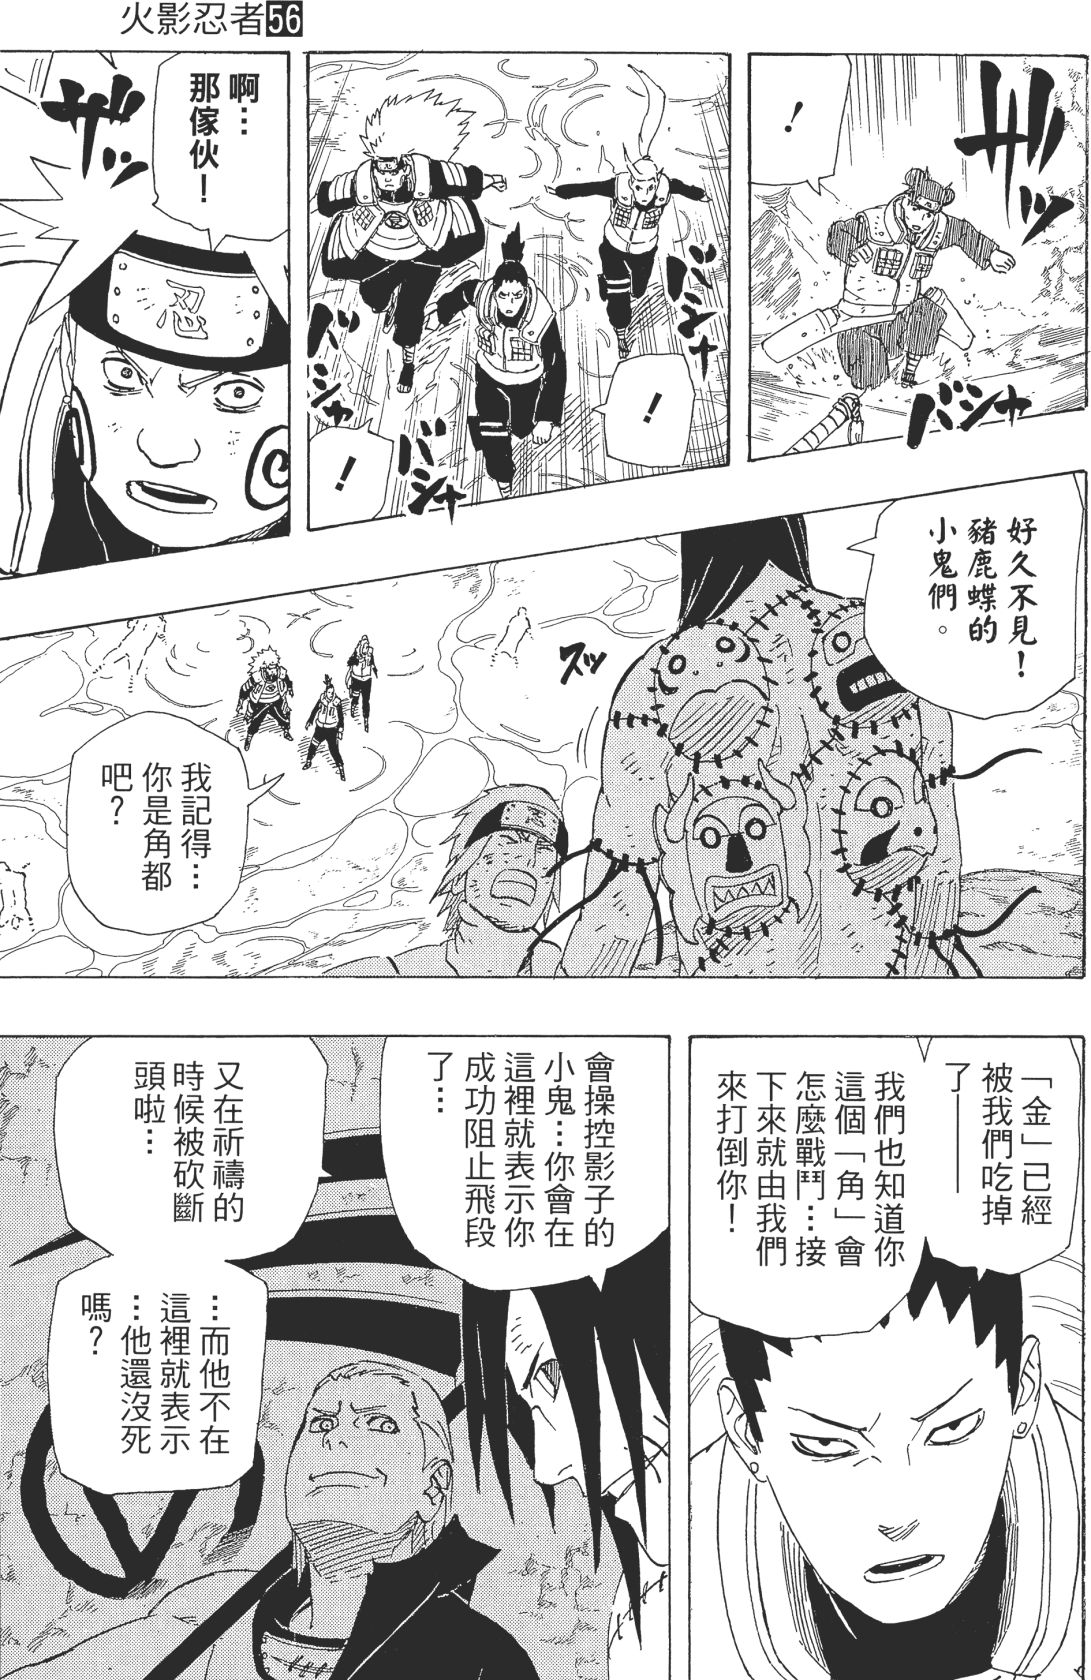 火影忍者56
ザッ
！
バシャ
バシャ
！
バシャ
バシャ
！
ザッ
啊…
那傢伙！
忍
好久不見！
豬鹿蝶的
小鬼們。
スッ
我記得…
你是角都
吧？
「金」已經
被我們吃掉
了——
我們也知道你
這個「角」會
怎麼戰鬥…接
下來就由我們
來打倒你！
會操控影子的
小鬼…你會在
這裡就表示你
成功阻止飛段
了…
又在祈禱的
時候被砍斷
頭啦…
…而他不在
這裡就表示
…他還沒死
嗎？